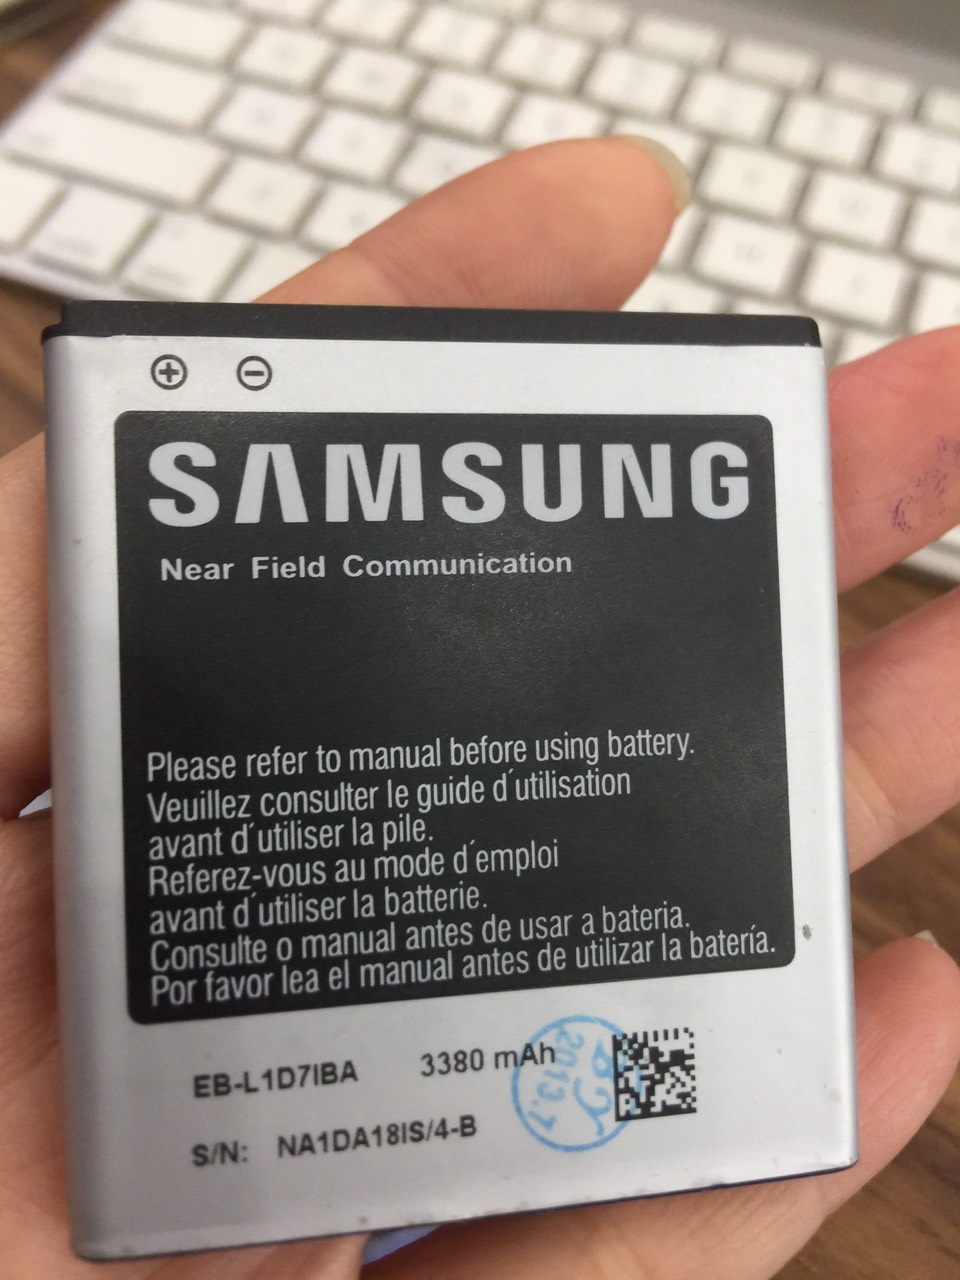 SAMSUNG
Near Field Communication
Please refer to manual before using battery.
Veuillez consulter le guide d´utilisation
avant d´utiliser la pile.
Referez-vous au mode d´emploi
avant d´utiliser la batterie.
Consulte o manual antes de usar a bateria.
Por favor lea el manual antes de utilizar la batería.
EB-L1D7IBA 3380 mAh
S/N: NA1DA18IS/4-B
2013.7